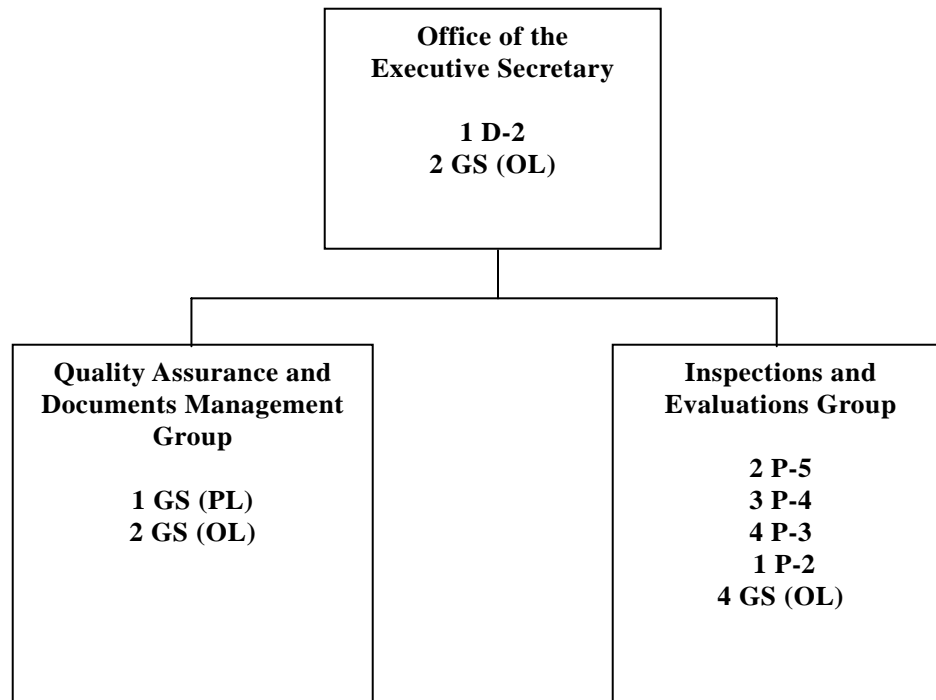 Office of the
Executive Secretary
1 D-2
2 GS (OL)
Quality Assurance and
Documents Management
Group
1 GS (PL)
2 GS (OL)
Inspections and
Evaluations Group
2 P-5
3 P-4
4 P-3
1 P-2
4 GS (OL)